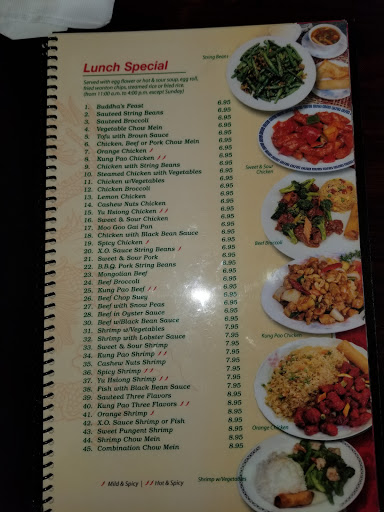 Lunch Special
Served with egg flower or hot & sour soup, egg roll,
fried wonton chips, steamed rice or fried rice
(from 11:00 a.m. to 4:00 p.m. except Sunday)
1. Buddha's Feast 6.95
2. Sauteed String Beans 6.95
3. Sauteed Broccoli 6.95
4. Vegetable Chow Mein 6.95
5. Tofu with Brown Sauce 6.95
6. Chicken, Beef or Pork Chow Mein 6.95
7. Orange Chicken 6.95
8. Kung Pao Chicken 6.95
9. Chicken with String Beans 6.95
10. Steamed Chicken with Vegetables 6.95
11. Chicken w/Vegetables 6.95
12. Chicken Broccoli 6.95
13. Lemon Chicken 6.95
14. Cashew Nuts Chicken 6.95
15. Yu Hsiong Chicken 6.95
16. Sweet & Sour Chicken 6.95
17. Moo Goo Gai Pan 6.95
18. Chicken with Black Bean Sauce 6.95
19. Spicy Chicken 6.95
20. X.O. Sauce String Beans 6.95
21. Sweet & Sour Pork 6.95
22. B.B.Q. Pork String Beans 6.95
23. Mongolian Beef 6.95
24. Beef Broccoli 6.95
25. Kung Pao Beef 6.95
26. Beef Chop Suey 6.95
27. Beef with Snow Peas 6.95
28. Beef in Oyster Sauce 6.95
30. Beef w/Black Bean Sauce 6.95
31. Shrimp w/Vegetables 7.95
32. Shrimp with Lobster Sauce 7.95
33. Sweet & Sour Shrimp 7.95
34. Kung Pao Shrimp 7.95
35. Cashew Nuts Shrimp 7.95
36. Spicy Shrimp 7.95
37. Yu Hsiong Shrimp 7.95
38. Fish with Black Bean Sauce 7.95
39. Sauteed Three Flavors 8.95
40. Kung Pao Three Flavors 8.95
41. Orange Shrimp 8.95
42. X.O. Sauce Shrimp or Fish 8.95
43. Sweet Pungent Shrimp 8.95
44. Shrimp Chow Mein 8.95
45. Combination Chow Mein 8.95
Mild & Spicy | Hot & Spicy
String Beans
Sweet & Sour
Chicken
Beef Broccoli
Kung Pao Chicken
Orange Chicken
Shrimp w/Vegetables